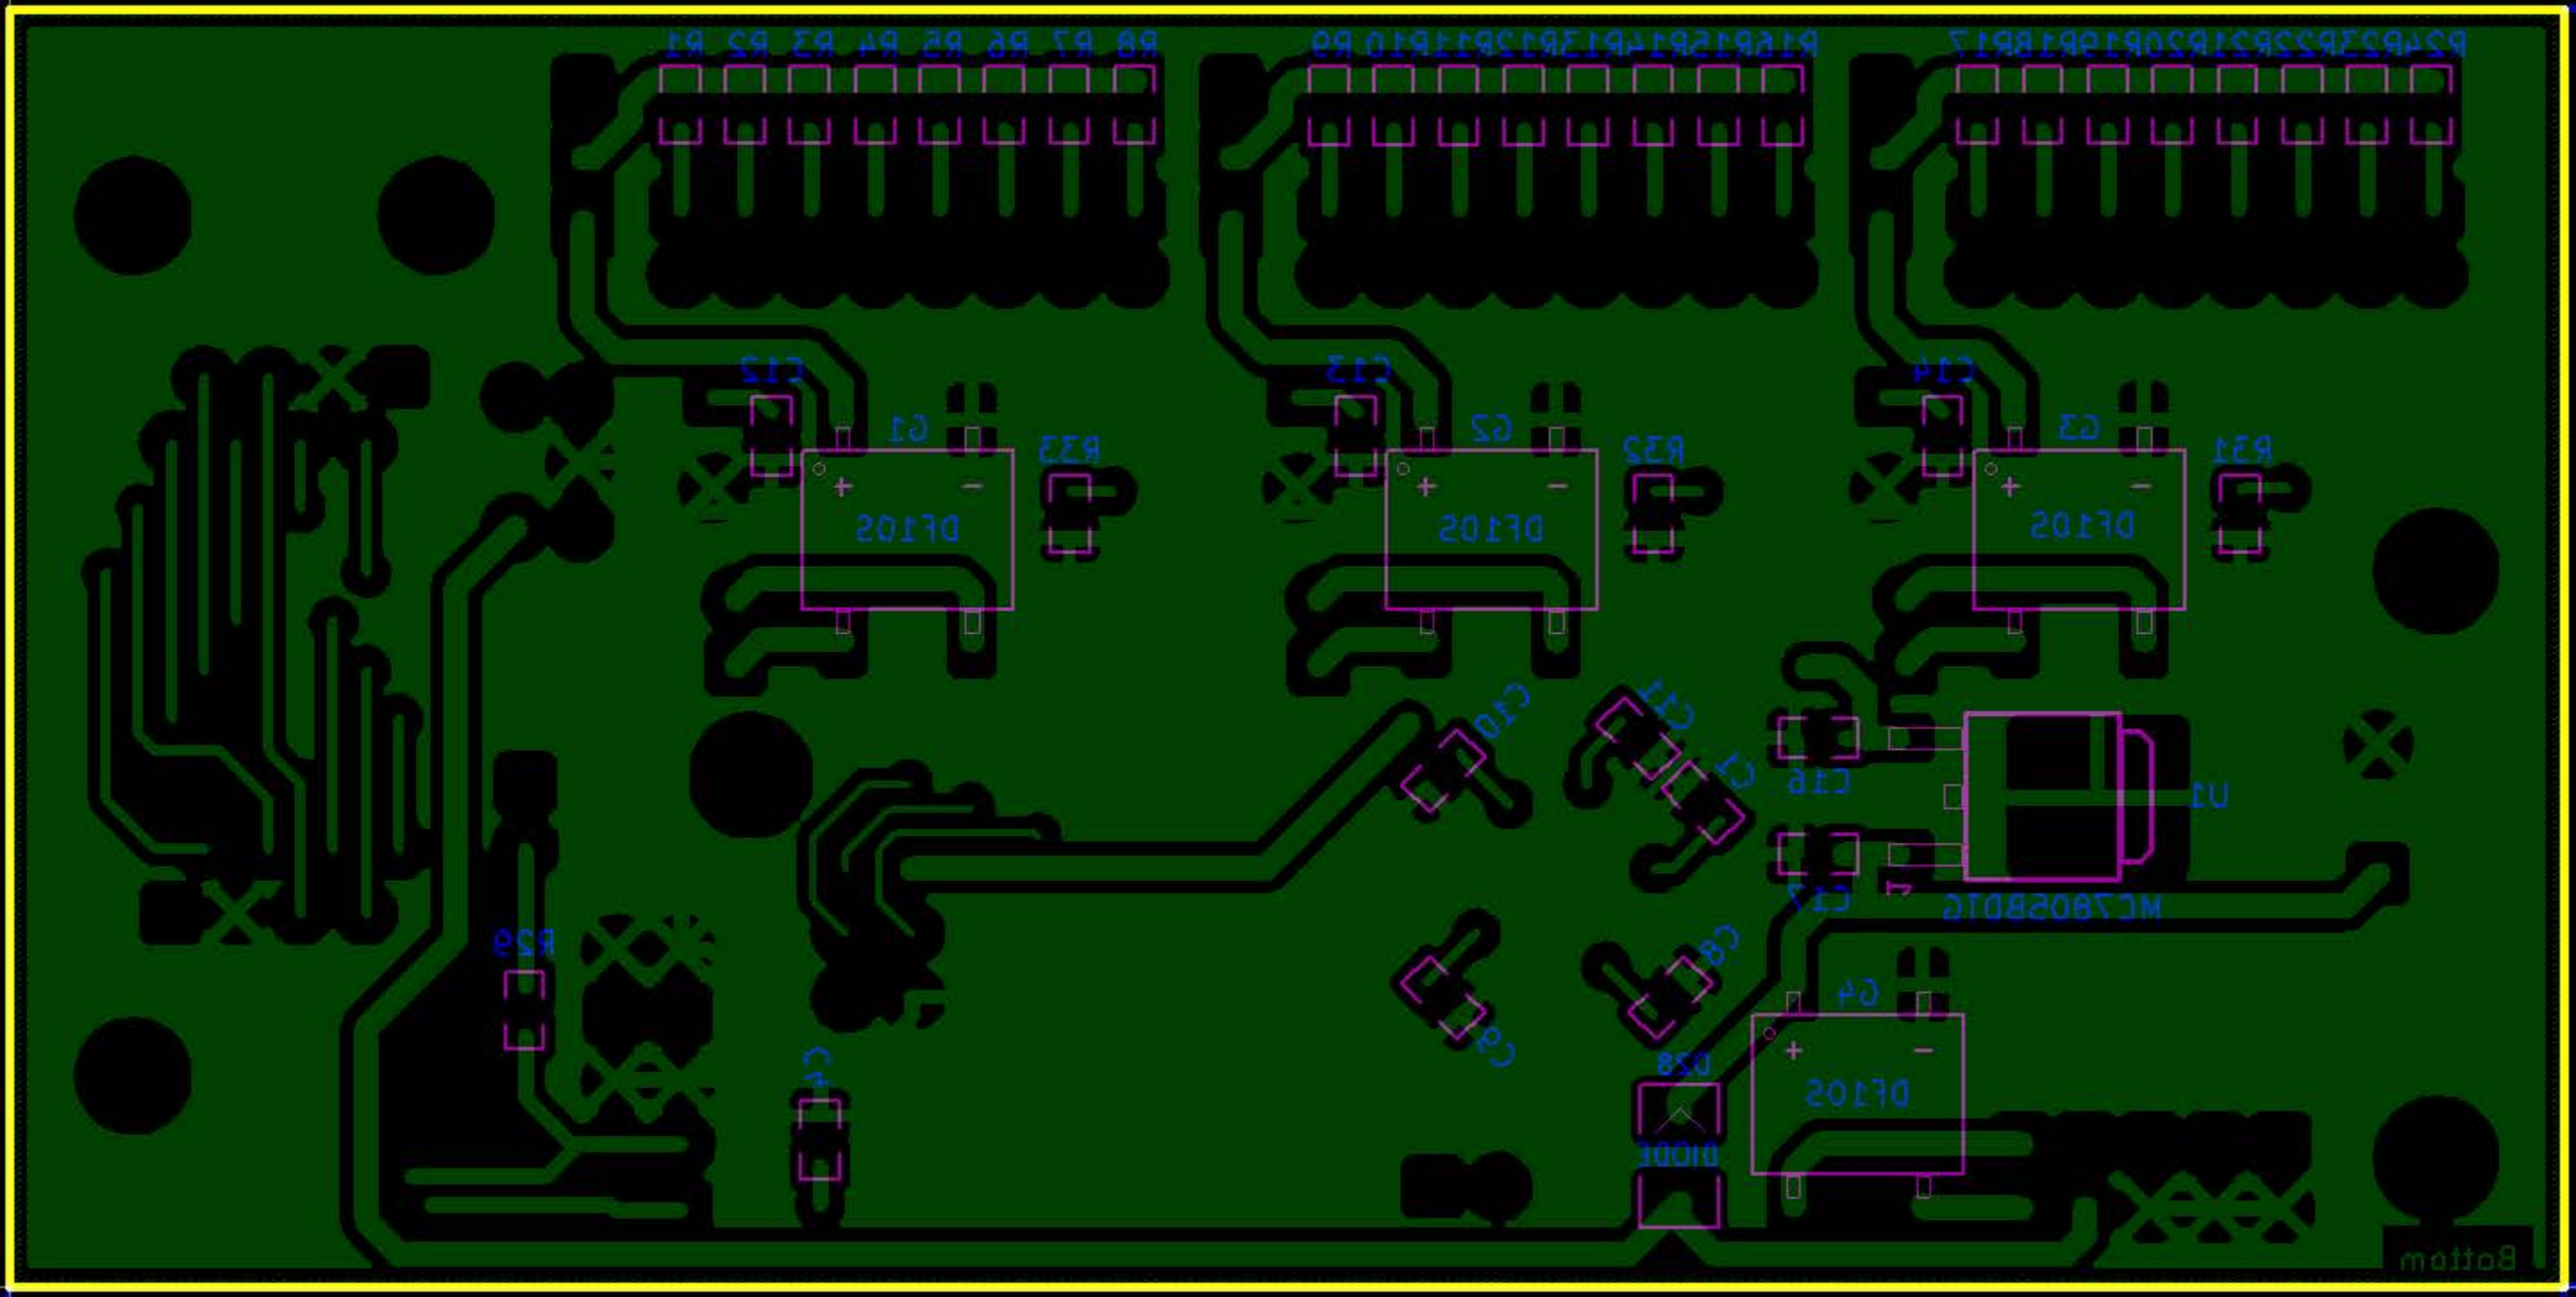 R1 R2 R3 R4 R5 R6 R7 R8 R9 R10 R11 R12 R13 R14 R15 R16 R17 R18 R19 R20 R21 R22 R23 R24
C12 C13 C14
G1 G2 G3
R33 R32 R31
+ − + − + −
DF10S DF10S DF10S
C10 C11
C1 C16 U1
C17 1 MC7805BDTG
R29 C8
G4
C9
C4 D28 + −
DF10S
DIODE
Bottom